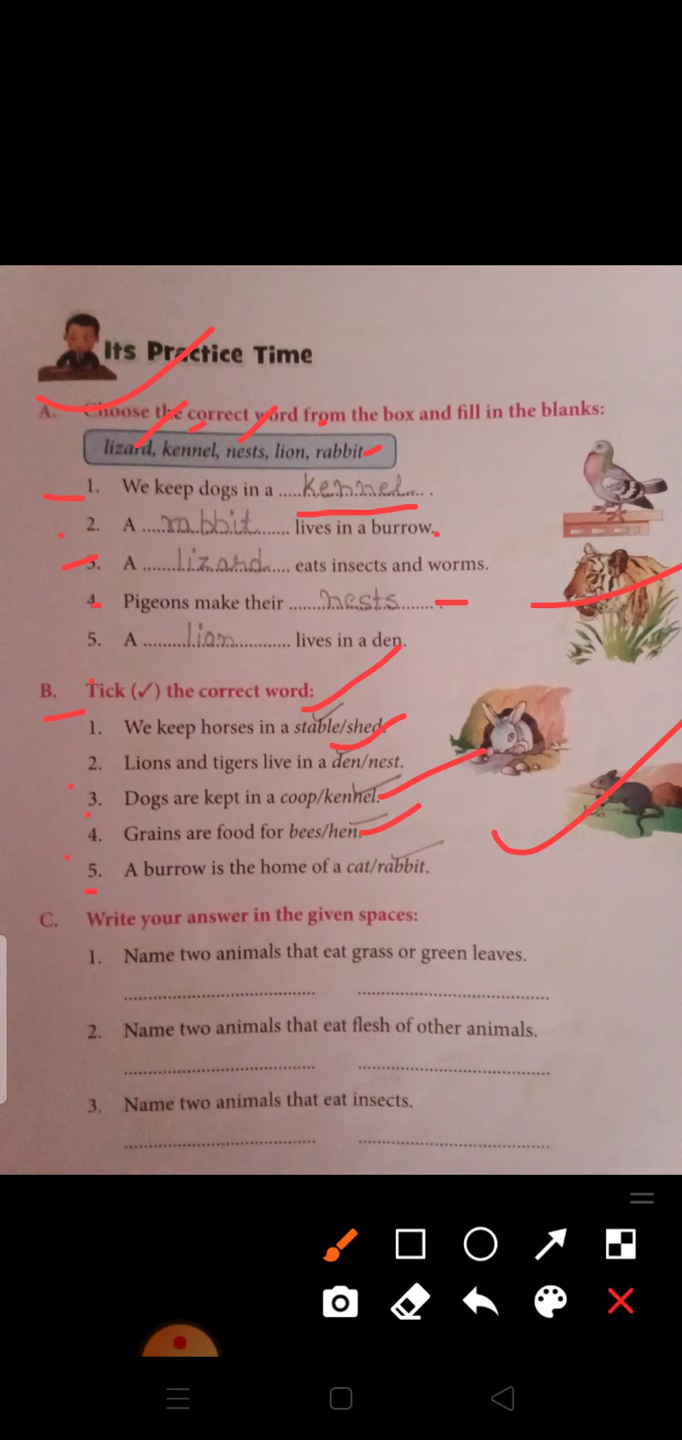 Its Practice Time
A. Choose the correct word from the box and fill in the blanks:
lizard, kennel, nests, lion, rabbit
1. We keep dogs in a ....kennel.... .
2. A ....rabbit...... lives in a burrow.
3. A ......lizard.... eats insects and worms.
4. Pigeons make their ......nests....... .
5. A ........lion........... lives in a den.
B. Tick (✓) the correct word:
1. We keep horses in a stable/shed.
2. Lions and tigers live in a den/nest.
3. Dogs are kept in a coop/kennel.
4. Grains are food for bees/hen.
5. A burrow is the home of a cat/rabbit.
C. Write your answer in the given spaces:
1. Name two animals that eat grass or green leaves.
2. Name two animals that eat flesh of other animals.
3. Name two animals that eat insects.